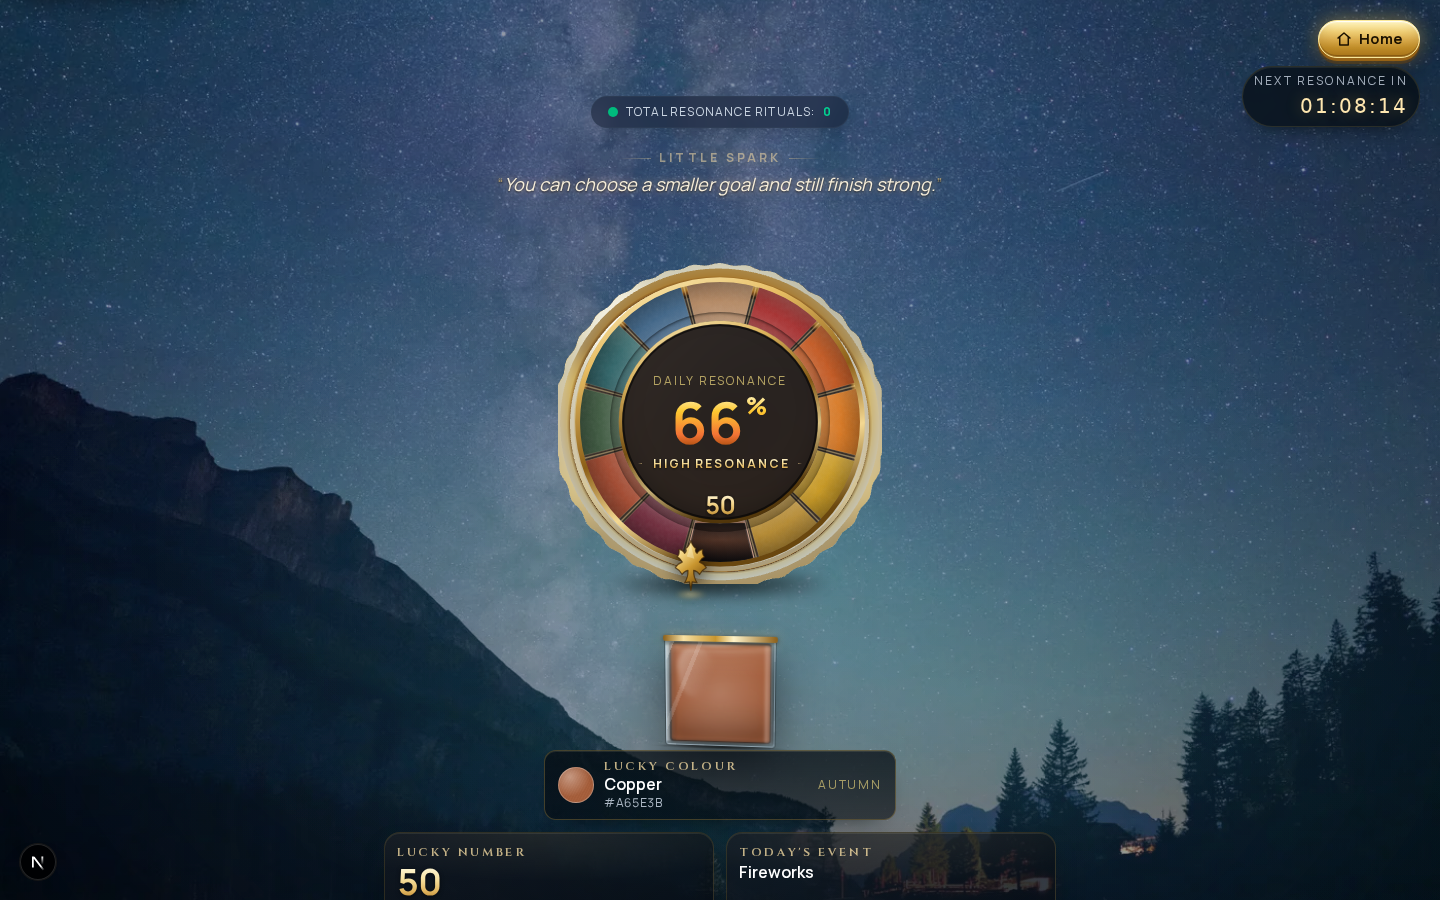 Home
NEXT RESONANCE IN
01:08:14
TOTAL RESONANCE RITUALS: 0
LITTLE SPARK
“You can choose a smaller goal and still finish strong.”
DAILY RESONANCE
66%
- HIGH RESONANCE -
50
LUCKY COLOUR
Copper
#A65E3B
AUTUMN
LUCKY NUMBER
50
TODAY'S EVENT
Fireworks
N